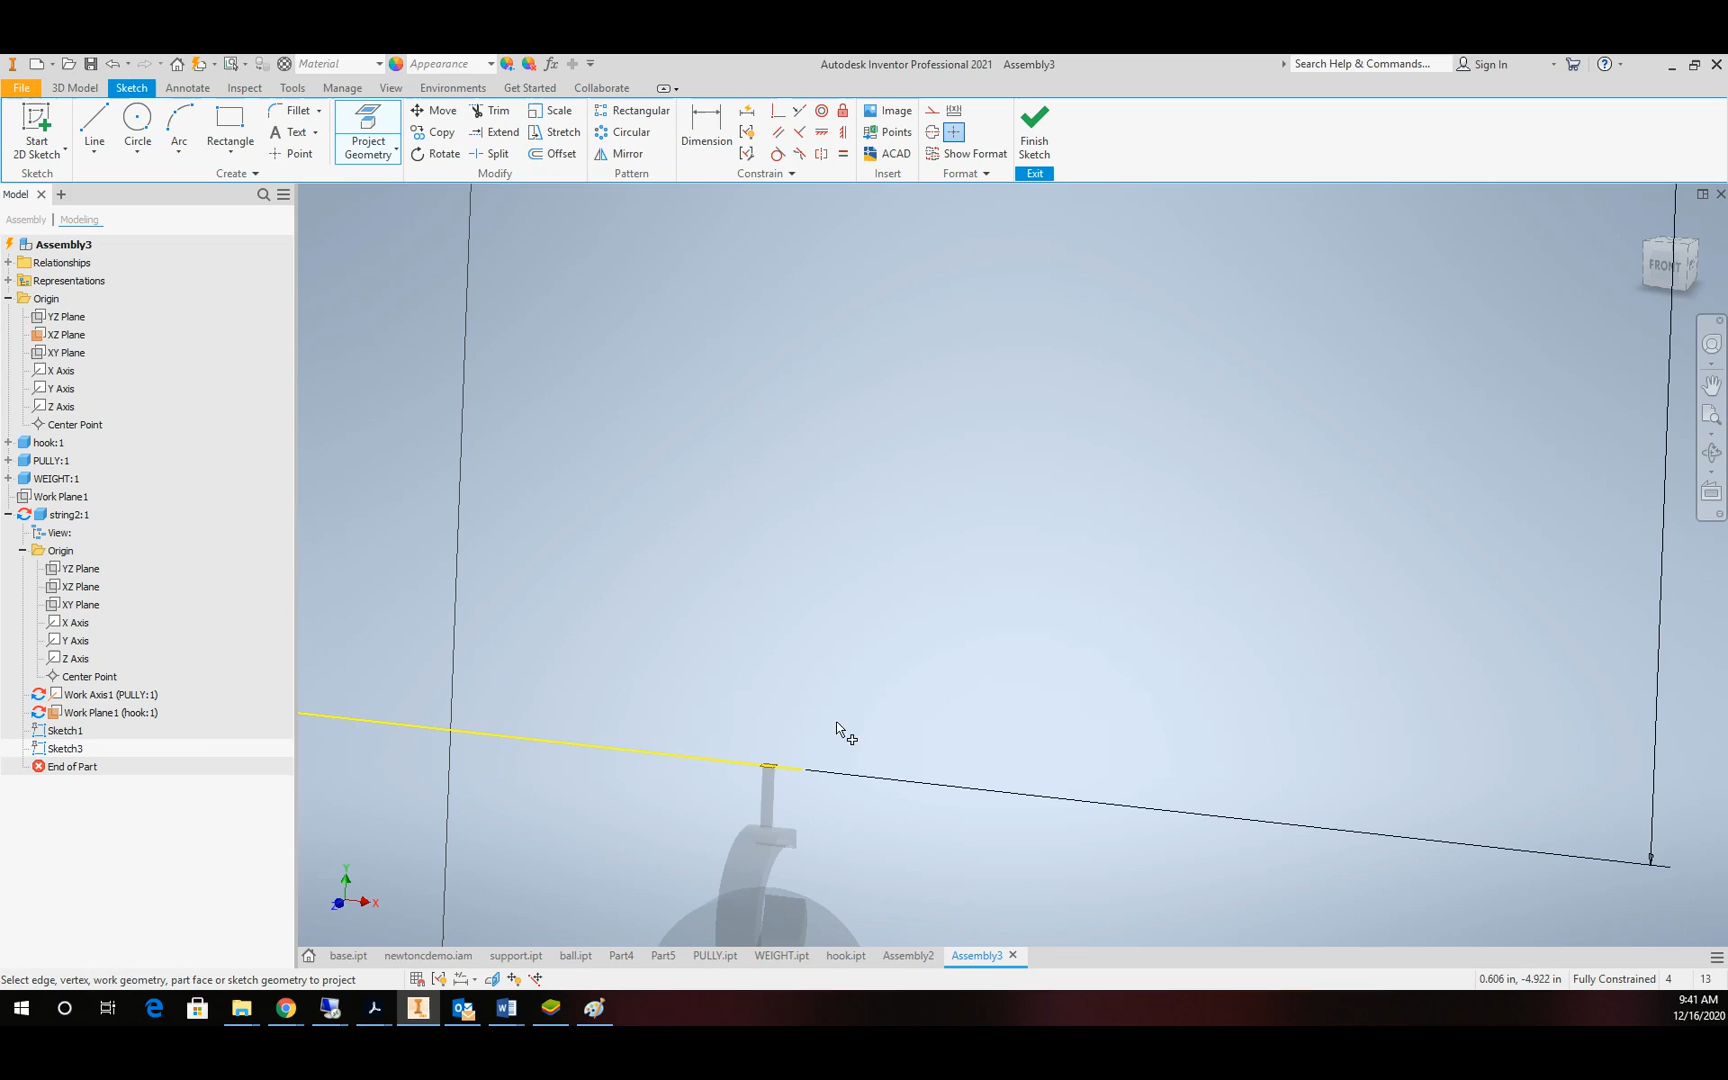 Material
Appearance
Autodesk Inventor Professional 2021 Assembly3
Search Help & Commands...
Sign In
File
3D Model
Sketch
Annotate
Inspect
Tools
Manage
View
Environments
Get Started
Collaborate
Start
2D Sketch
Line
Circle
Arc
Rectangle
Fillet
Text
Point
Project
Geometry
Move
Copy
Rotate
Trim
Extend
Split
Scale
Stretch
Offset
Rectangular
Circular
Mirror
Dimension
Image
Points
ACAD
Show Format
Finish
Sketch
Sketch
Create
Modify
Pattern
Constrain
Insert
Format
Exit
Model
Assembly | Modeling
Assembly3
Relationships
Representations
Origin
YZ Plane
XZ Plane
XY Plane
X Axis
Y Axis
Z Axis
Center Point
hook:1
PULLY:1
WEIGHT:1
Work Plane1
string2:1
View:
Origin
YZ Plane
XZ Plane
XY Plane
X Axis
Y Axis
Z Axis
Center Point
Work Axis1 (PULLY:1)
Work Plane1 (hook:1)
Sketch1
Sketch3
End of Part
FRONT
Y
Z
X
base.ipt
newtoncdemo.iam
support.ipt
ball.ipt
Part4
Part5
PULLY.ipt
WEIGHT.ipt
hook.ipt
Assembly2
Assembly3
Select edge, vertex, work geometry, part face or sketch geometry to project
0.606 in, -4.922 in
Fully Constrained
4
13
9:41 AM
12/16/2020